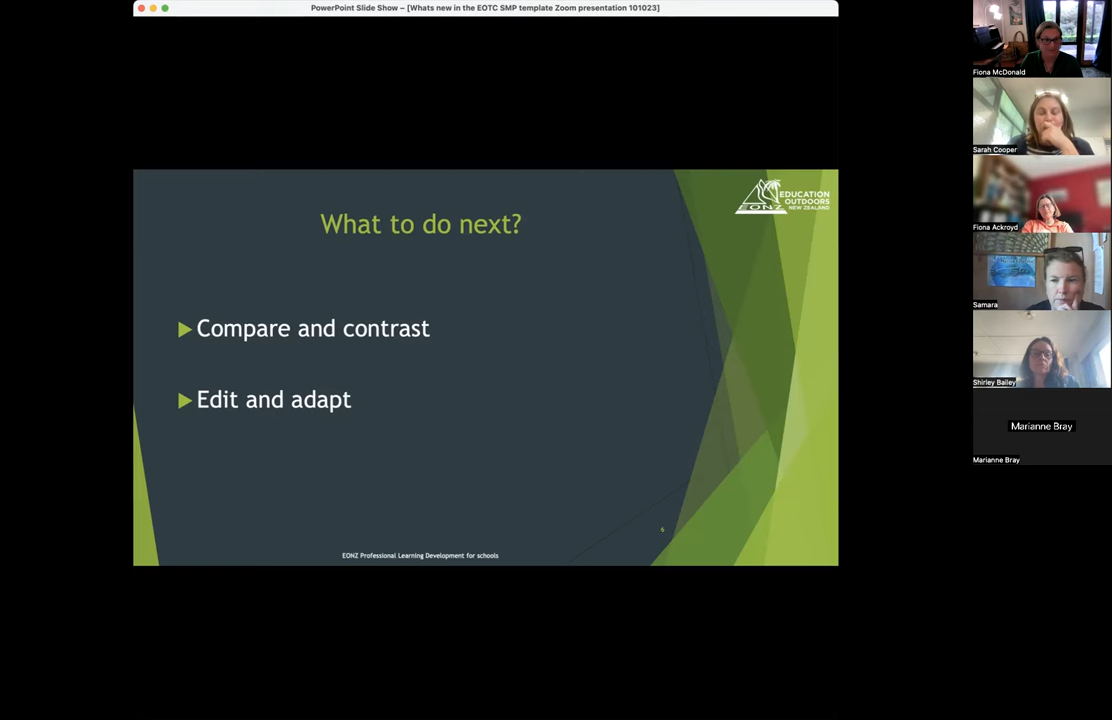 PowerPoint Slide Show – [Whats new in the EOTC SMP template Zoom presentation 101023]
EONZ
EDUCATION
OUTDOORS
NEW ZEALAND
What to do next?
Compare and contrast
Edit and adapt
6
EONZ Professional Learning Development for schools
Fiona McDonald
Sarah Cooper
Fiona Ackroyd
Samara
Shirley Bailey
Marianne Bray
Marianne Bray